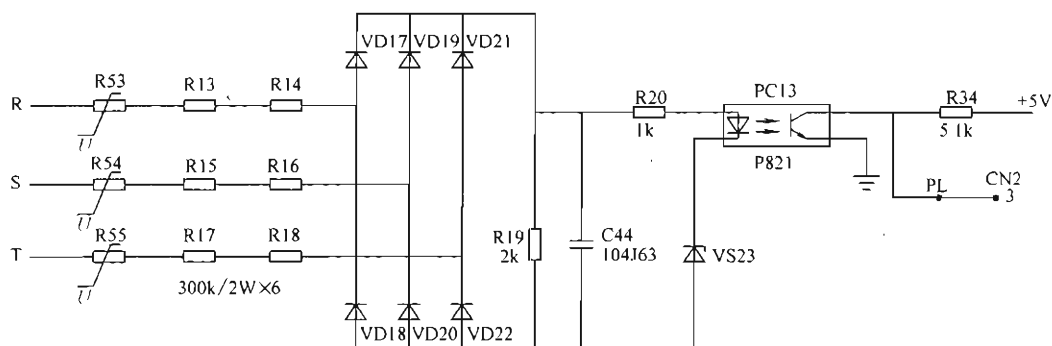 VD17 VD19 VD21
R53 R13 R14
R
U
R54 R15 R16
S
U
R55 R17 R18
T
U
300k/2W×6
VD18 VD20 VD22
R19
2k
C44
104J63
R20
1k
PC13
P821
VS23
R34
5 1k
+5V
PL
CN2
3